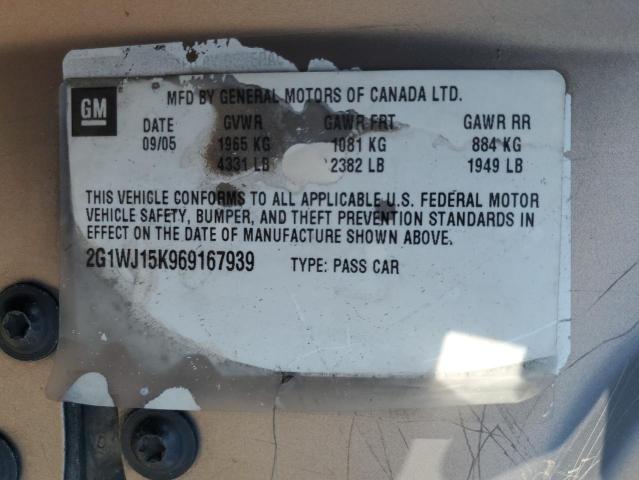 GM
MFD BY GENERAL MOTORS OF CANADA LTD.
DATE GVWR GAWR FRT GAWR RR
09/05 1965 KG 1081 KG 884 KG
4331 LB 2382 LB 1949 LB
THIS VEHICLE CONFORMS TO ALL APPLICABLE U.S. FEDERAL MOTOR
VEHICLE SAFETY, BUMPER, AND THEFT PREVENTION STANDARDS IN
EFFECT ON THE DATE OF MANUFACTURE SHOWN ABOVE.
2G1WJ15K969167939 TYPE: PASS CAR